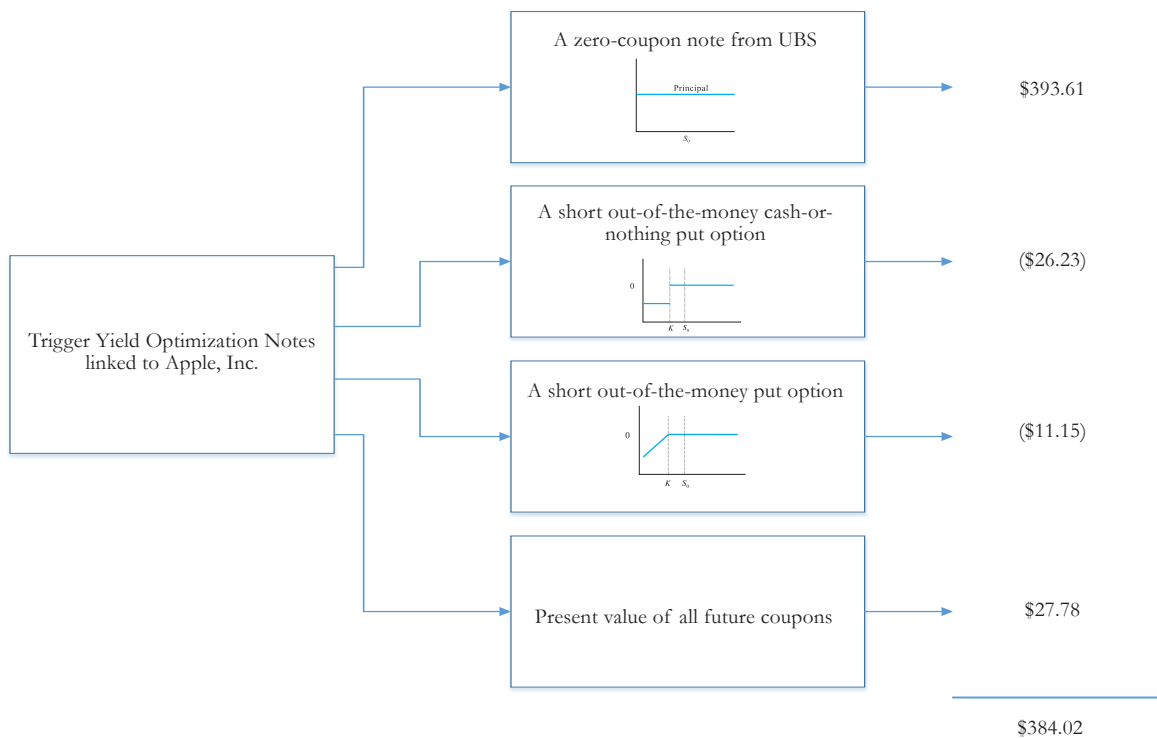 A zero-coupon note from UBS
Principal
S₀
$393.61
A short out-of-the-money cash-or-
nothing put option
0
K S₀
($26.23)
Trigger Yield Optimization Notes
linked to Apple, Inc.
A short out-of-the-money put option
0
K S₀
($11.15)
Present value of all future coupons
$27.78
$384.02